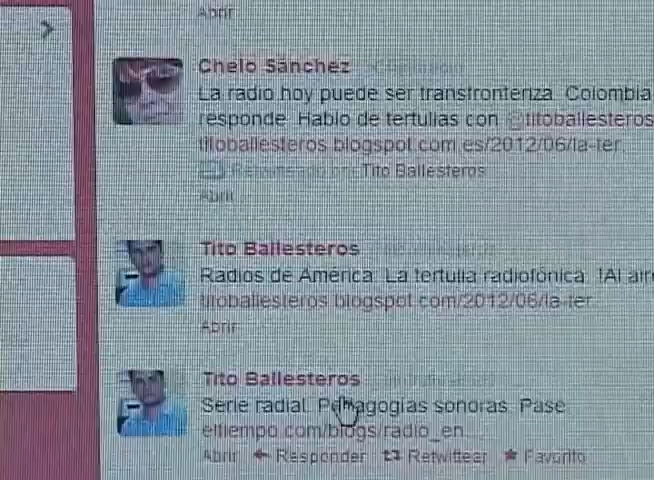 Abrir
Chelo Sánchez
La radio hoy puede ser transfronteriza. Colombia
responde. Hablo de tertulias con @titoballesteros
titoballesteros.blogspot.com.es/2012/06/la-ter...
Retwitteado por Tito Ballesteros
Abrir
Tito Ballesteros
Radios de América. La tertulia radiofónica. !Al aire
titoballesteros.blogspot.com/2012/06/la-ter...
Abrir
Tito Ballesteros
Serie radial. Pedagogías sonoras. Pase
eltiempo.com/blogs/radio_en...
Abrir Responder Retwittear Favorito